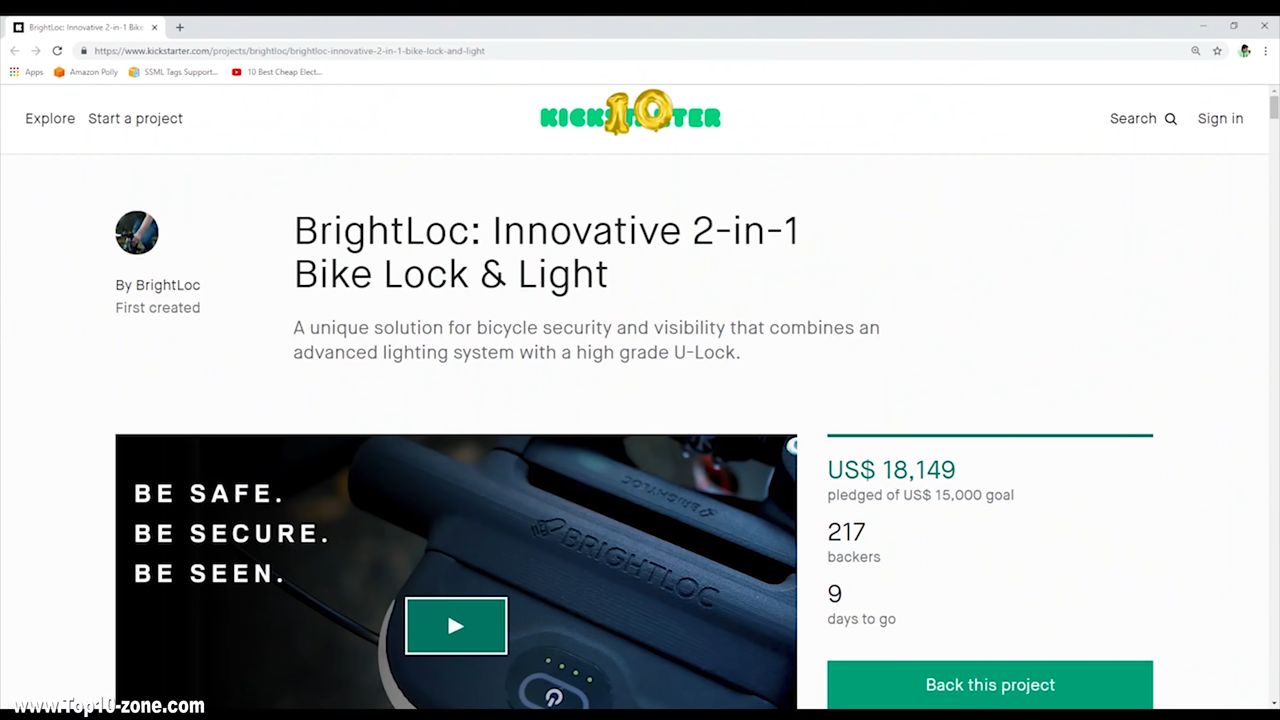 BrightLoc: Innovative 2-in-1 Bike
https://www.kickstarter.com/projects/brightloc/brightloc-innovative-2-in-1-bike-lock-and-light
Apps Amazon Polly SSML Tags Support... 10 Best Cheap Elect...
Explore Start a project
KICKSTARTER
10
Search Sign in
BrightLoc: Innovative 2-in-1
Bike Lock & Light
By BrightLoc
First created
A unique solution for bicycle security and visibility that combines an
advanced lighting system with a high grade U-Lock.
BE SAFE.
BE SECURE.
BE SEEN.
BRIGHTLOC
BRIGHTLOC
US$ 18,149
pledged of US$ 15,000 goal
217
backers
9
days to go
Back this project
www.Top10-zone.com